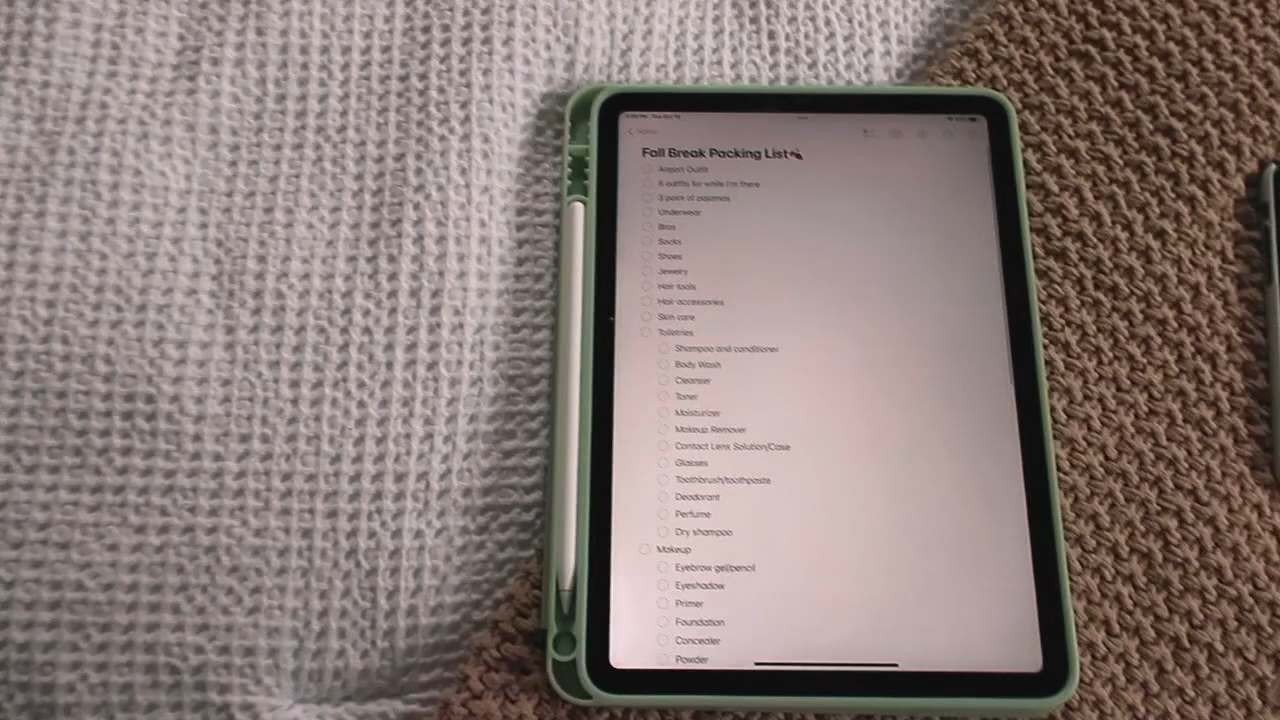 Home
Fall Break Packing List
Airport Outfit
5 outfits for while I'm there
3 pairs of pajamas
Underwear
Bras
Socks
Shoes
Jewelry
Hair tools
Hair accessories
Skin care
Toiletries
Shampoo and conditioner
Body Wash
Cleanser
Toner
Moisturizer
Makeup Remover
Contact Lens Solution/Case
Glasses
Toothbrush/toothpaste
Deodorant
Perfume
Dry shampoo
Makeup
Eyebrow gel/pencil
Eyeshadow
Primer
Foundation
Concealer
Powder